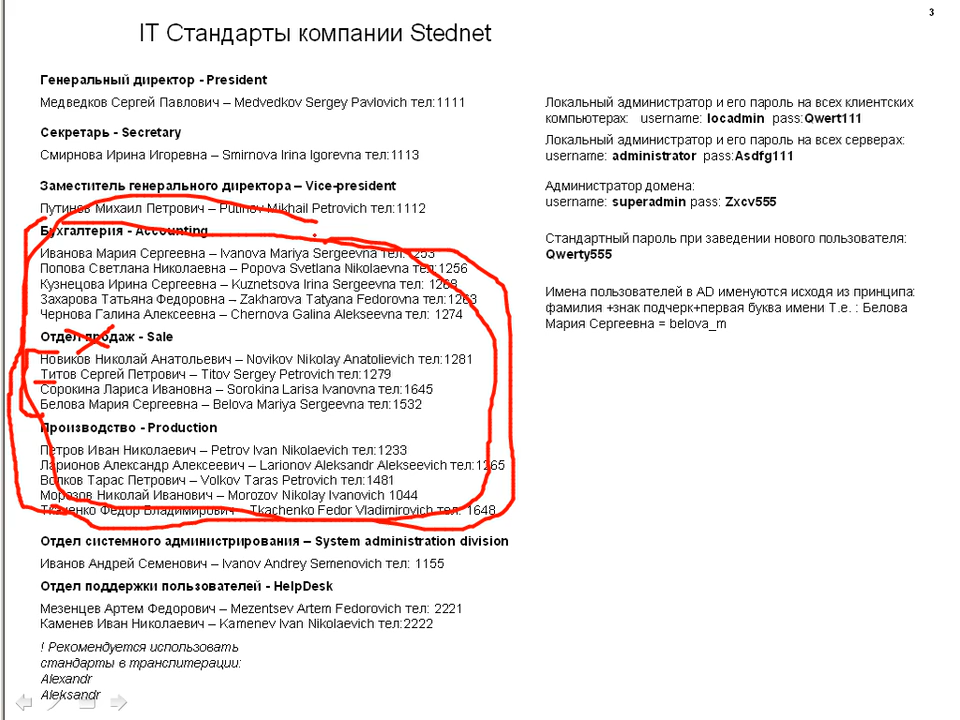 3
IT Стандарты компании Stednet
Генеральный директор - President
Медведков Сергей Павлович – Medvedkov Sergey Pavlovich тел:1111
Секретарь - Secretary
Смирнова Ирина Игоревна – Smirnova Irina Igorevna тел:1113
Заместитель генерального директора – Vice-president
Путинов Михаил Петрович – Putinov Mikhail Petrovich тел:1112
Бухгалтерия - Accounting
Иванова Мария Сергеевна – Ivanova Mariya Sergeevna тел:1253
Попова Светлана Николаевна – Popova Svetlana Nikolaevna тел:1256
Кузнецова Ирина Сергеевна – Kuznetsova Irina Sergeevna тел: 1268
Захарова Татьяна Федоровна – Zakharova Tatyana Fedorovna тел:1263
Чернова Галина Алексеевна – Chernova Galina Alekseevna тел: 1274
Отдел продаж - Sale
Новиков Николай Анатольевич – Novikov Nikolay Anatolievich тел:1281
Титов Сергей Петрович – Titov Sergey Petrovich тел:1279
Сорокина Лариса Ивановна – Sorokina Larisa Ivanovna тел:1645
Белова Мария Сергеевна – Belova Mariya Sergeevna тел:1532
Производство - Production
Петров Иван Николаевич – Petrov Ivan Nikolaevich тел:1233
Ларионов Александр Алексеевич – Larionov Aleksandr Alekseevich тел:1265
Волков Тарас Петрович – Volkov Taras Petrovich тел:1481
Морозов Николай Иванович – Morozov Nikolay Ivanovich 1044
Ткаченко Федор Владимирович – Tkachenko Fedor Vladimirovich тел: 1648
Отдел системного администрирования – System administration division
Иванов Андрей Семенович – Ivanov Andrey Semenovich тел: 1155
Отдел поддержки пользователей - HelpDesk
Мезенцев Артем Федорович – Mezentsev Artem Fedorovich тел: 2221
Каменев Иван Николаевич – Kamenev Ivan Nikolaevich тел:2222
! Рекомендуется использовать
стандарты в транслитерации:
Alexandr
Aleksandr
Локальный администратор и его пароль на всех клиентских
компьютерах: username: locadmin pass:Qwert111
Локальный администратор и его пароль на всех серверах:
username: administrator pass:Asdfg111
Администратор домена:
username: superadmin pass: Zxcv555
Стандартный пароль при заведении нового пользователя:
Qwerty555
Имена пользователей в AD именуются исходя из принципа:
фамилия +знак подчерк+первая буква имени Т.е. : Белова
Мария Сергеевна = belova_m